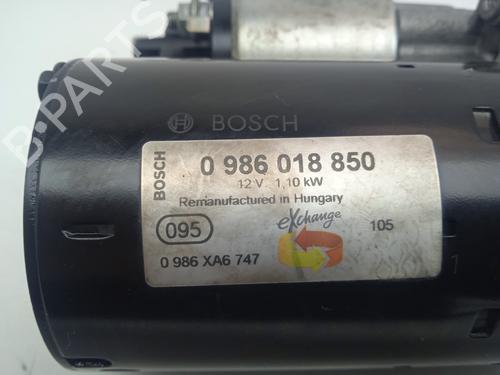 BOSCH
BOSCH
0 986 018 850
12 V 1,10 kW
Remanufactured in Hungary
eXchange
095
105
0 986 XA6 747
1
B-PARTS